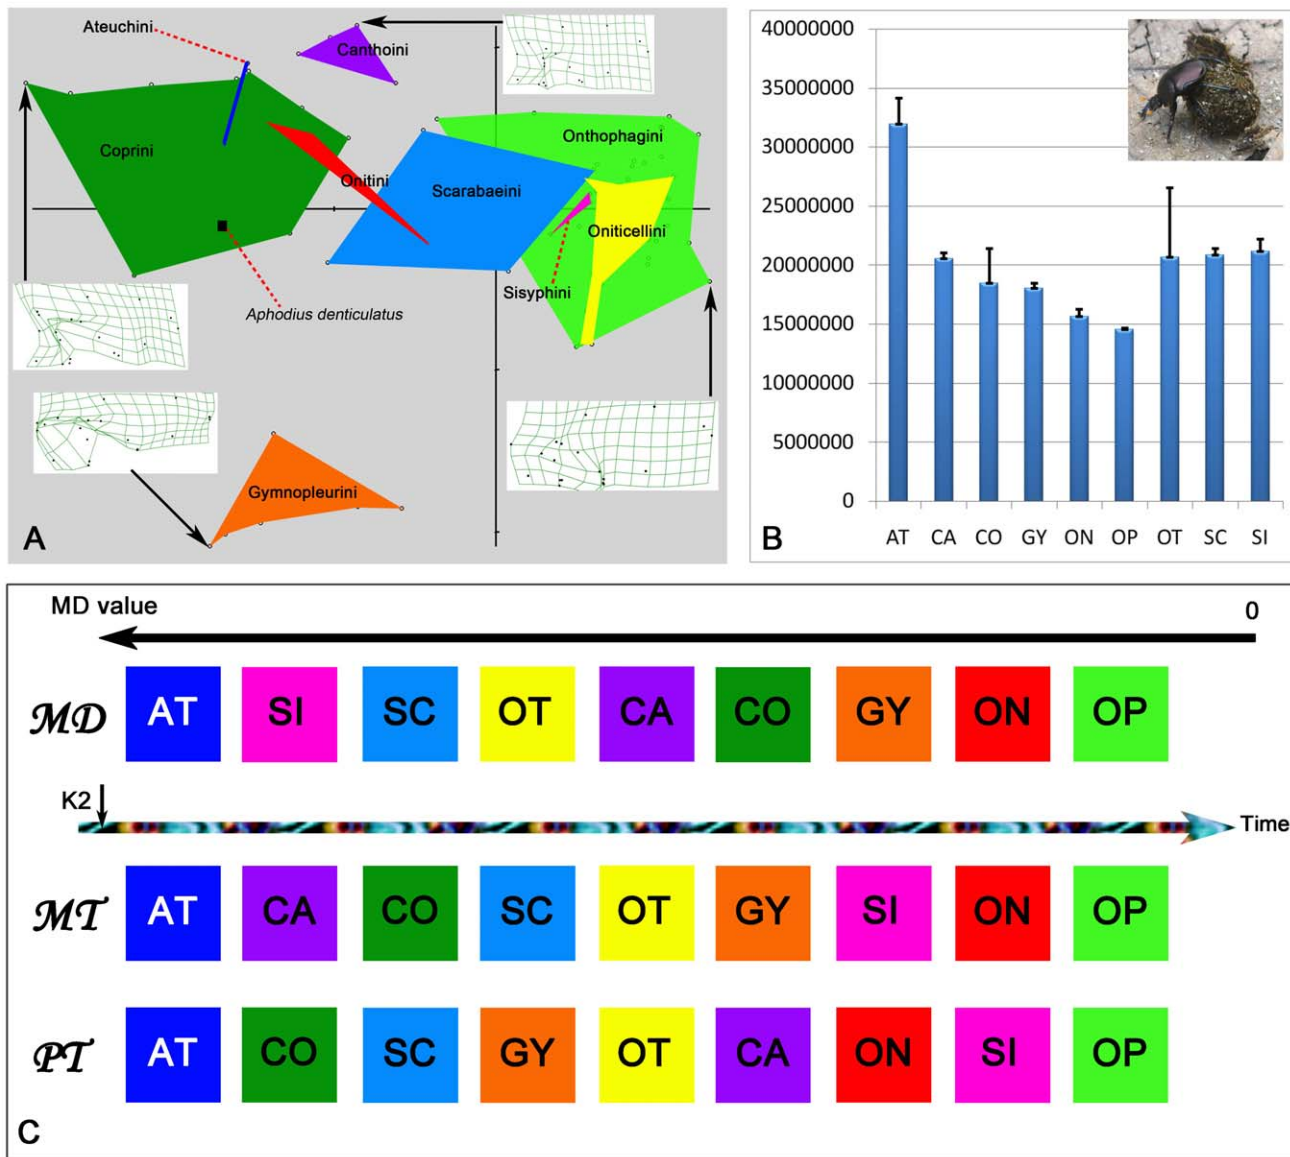 Ateuchini
Canthoini
Coprini
Onitini
Scarabaeini
Onthophagini
Oniticellini
Sisyphini
Aphodius denticulatus
Gymnopleurini
A
40000000
35000000
30000000
25000000
20000000
15000000
10000000
5000000
0
AT CA CO GY ON OP OT SC SI
B
MD value 0
MD AT SI SC OT CA CO GY ON OP
K2
Time
MT AT CA CO SC OT GY SI ON OP
PT AT CO SC GY OT CA ON SI OP
C